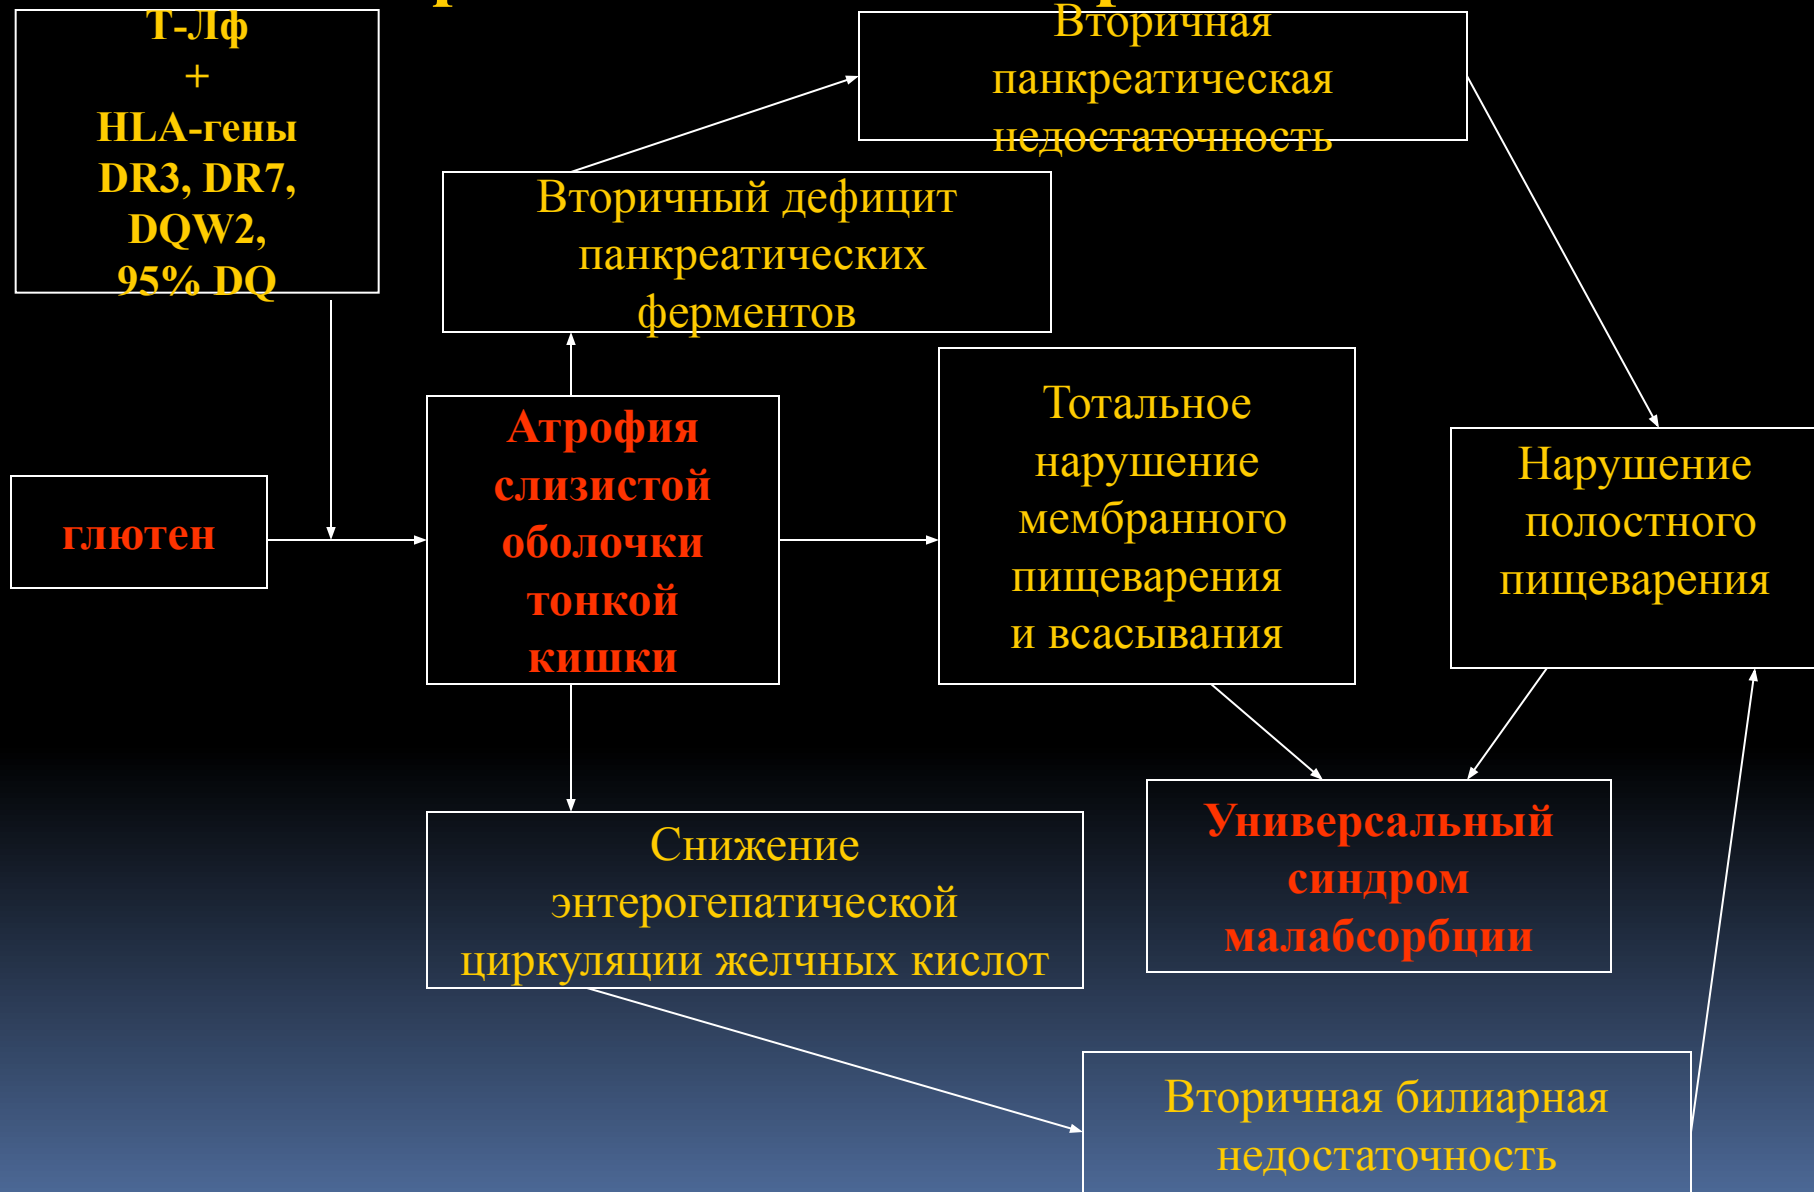 Т-Лф
+
HLA-гены
DR3, DR7,
DQW2,
95% DQ
Вторичная
панкреатическая
недостаточность
Вторичный дефицит
панкреатических
ферментов
Тотальное
нарушение
мембранного
пищеварения
и всасывания
Нарушение
полостного
пищеварения
глютен
Атрофия
слизистой
оболочки
тонкой
кишки
Снижение
энтерогепатической
циркуляции желчных кислот
Универсальный
синдром
малабсорбции
Вторичная билиарная
недостаточность